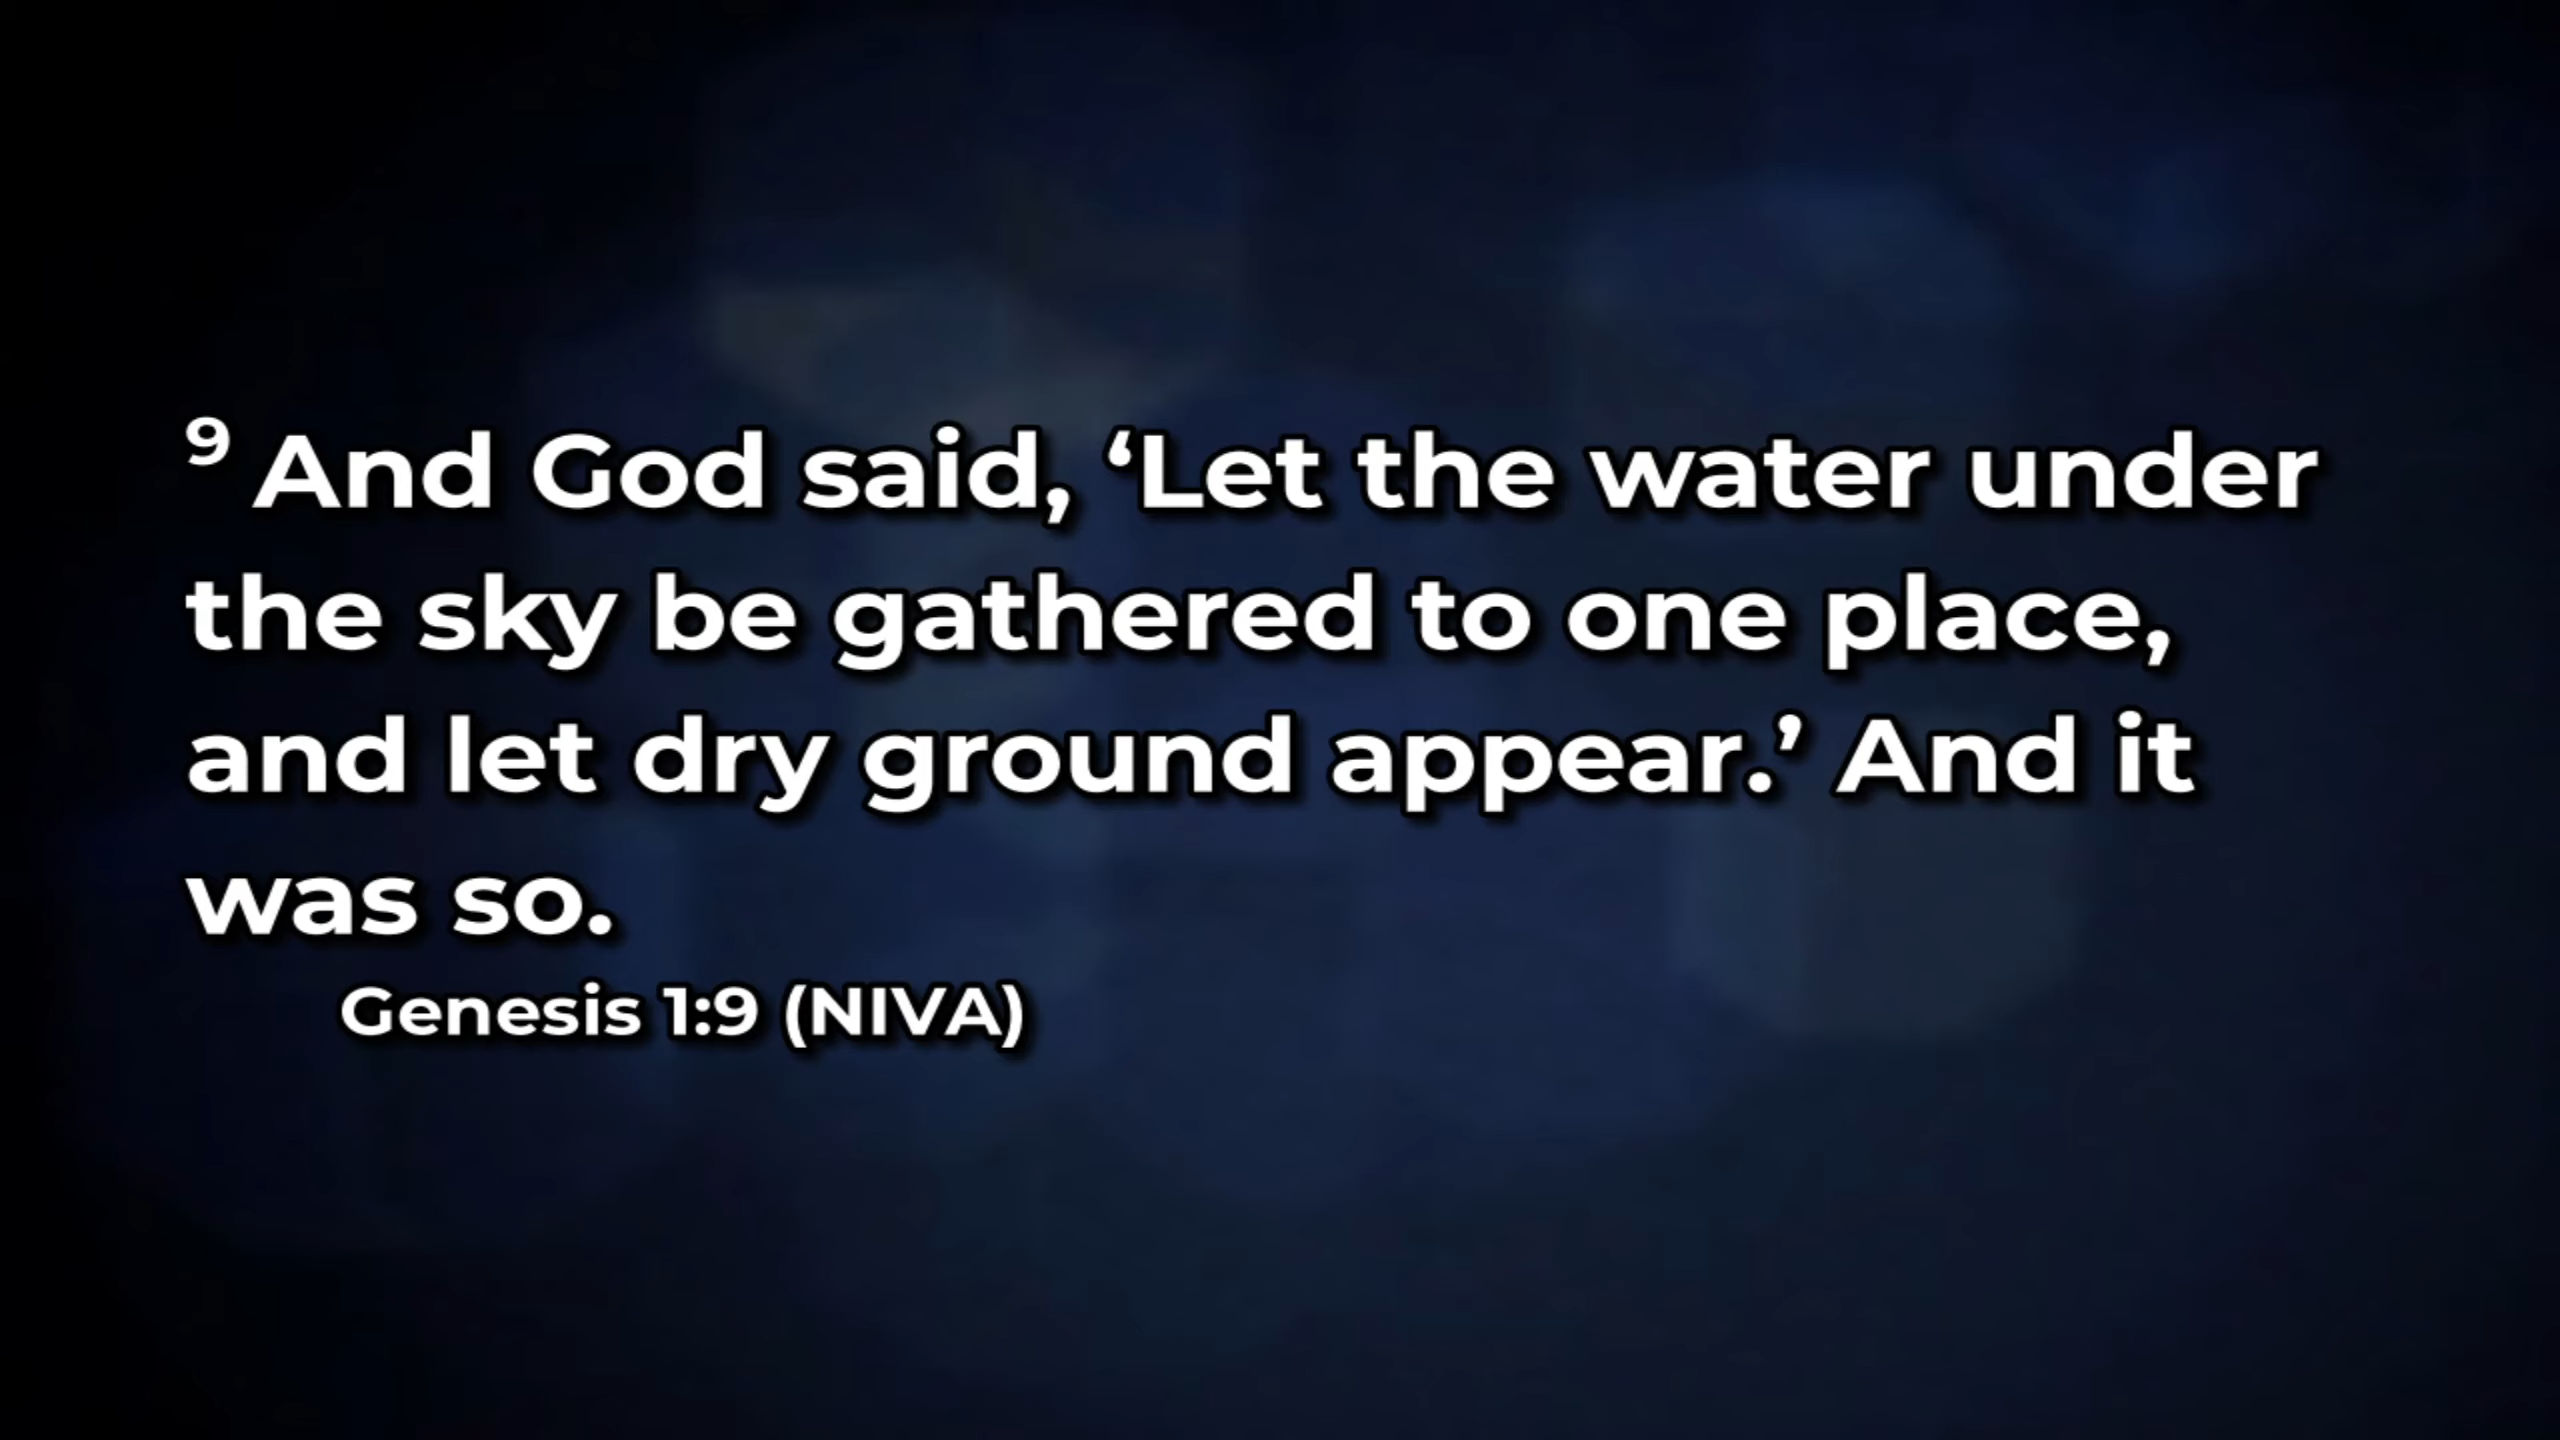 9 And God said, ‘Let the water under
the sky be gathered to one place,
and let dry ground appear.’ And it
was so.
Genesis 1:9 (NIVA)